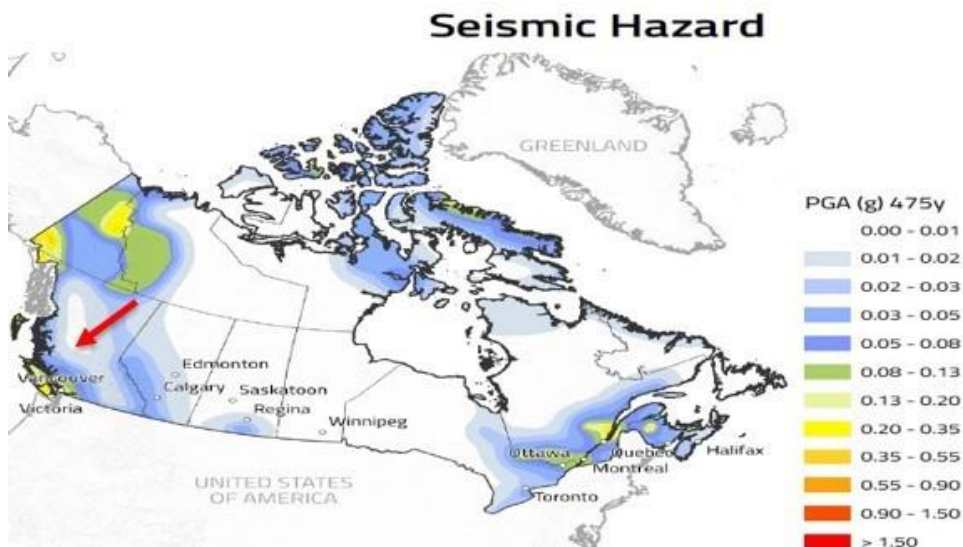 Seismic Hazard
GREENLAND
PGA (g) 475y
0.00 - 0.01
0.01 - 0.02
0.02 - 0.03
0.03 - 0.05
0.05 - 0.08
0.08 - 0.13
0.13 - 0.20
0.20 - 0.35
0.35 - 0.55
0.55 - 0.90
0.90 - 1.50
> 1.50
Edmonton
Vancouver
Calgary
Saskatoon
Victoria
Regina
Winnipeg
Ottawa
Quebec
Halifax
Montreal
Toronto
UNITED STATES
OF AMERICA